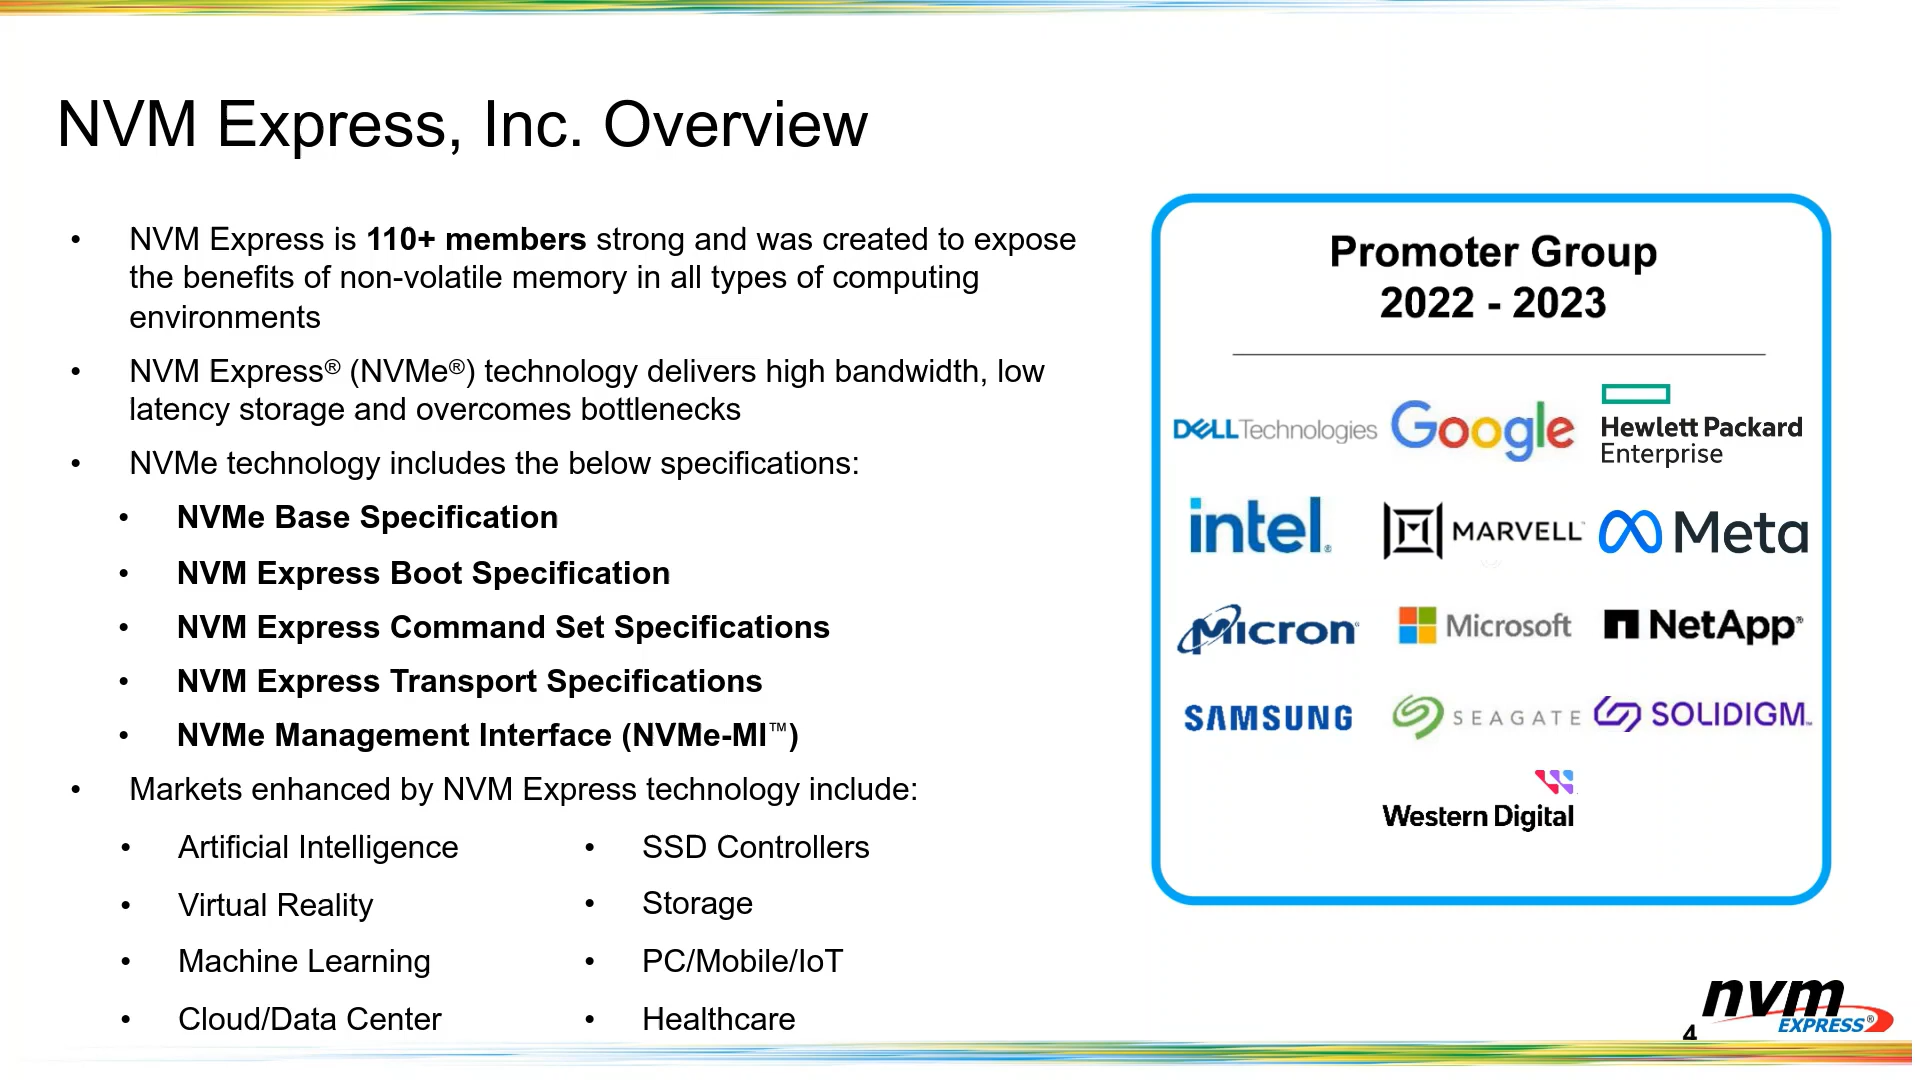 NVM Express, Inc. Overview
• NVM Express is 110+ members strong and was created to expose
the benefits of non-volatile memory in all types of computing
environments
• NVM Express® (NVMe®) technology delivers high bandwidth, low
latency storage and overcomes bottlenecks
• NVMe technology includes the below specifications:
• NVMe Base Specification
• NVM Express Boot Specification
• NVM Express Command Set Specifications
• NVM Express Transport Specifications
• NVMe Management Interface (NVMe-MI™)
• Markets enhanced by NVM Express technology include:
• Artificial Intelligence
• Virtual Reality
• Machine Learning
• Cloud/Data Center
• SSD Controllers
• Storage
• PC/Mobile/IoT
• Healthcare
Promoter Group
2022 - 2023
DELL Technologies
Google
Hewlett Packard
Enterprise
intel®
MARVELL™
Meta
Micron®
Microsoft
NetApp®
SAMSUNG
SEAGATE
SOLIDIGM™
Western Digital
4
nvm
EXPRESS®